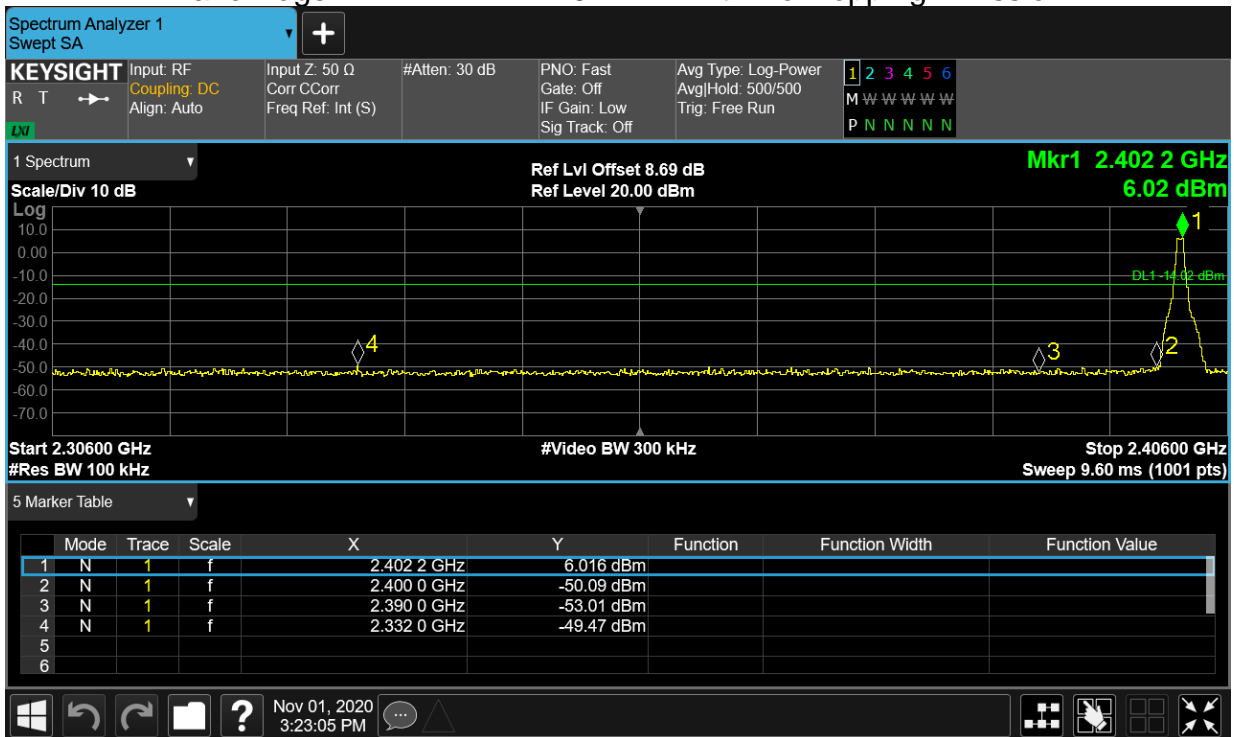 Spectrum Analyzer 1
Swept SA
KEYSIGHT
R T
LXI
Input: RF
Coupling: DC
Align: Auto
Input Z: 50 Ω
Corr CCorr
Freq Ref: Int (S)
#Atten: 30 dB
PNO: Fast
Gate: Off
IF Gain: Low
Sig Track: Off
Avg Type: Log-Power
Avg|Hold: 500/500
Trig: Free Run
1 2 3 4 5 6
M W W W W W
P N N N N N
1 Spectrum
Scale/Div 10 dB
Ref Lvl Offset 8.69 dB
Ref Level 20.00 dBm
Mkr1 2.402 2 GHz
6.02 dBm
Log
10.0
0.00
-10.0
-20.0
-30.0
-40.0
-50.0
-60.0
-70.0
1
DL1 -14.02 dBm
4
3
2
Start 2.30600 GHz
#Res BW 100 kHz
#Video BW 300 kHz
Stop 2.40600 GHz
Sweep 9.60 ms (1001 pts)
5 Marker Table
Mode Trace Scale X Y Function Function Width Function Value
1 N 1 f 2.402 2 GHz 6.016 dBm
2 N 1 f 2.400 0 GHz -50.09 dBm
3 N 1 f 2.390 0 GHz -53.01 dBm
4 N 1 f 2.332 0 GHz -49.47 dBm
5
6
?
Nov 01, 2020
3:23:05 PM